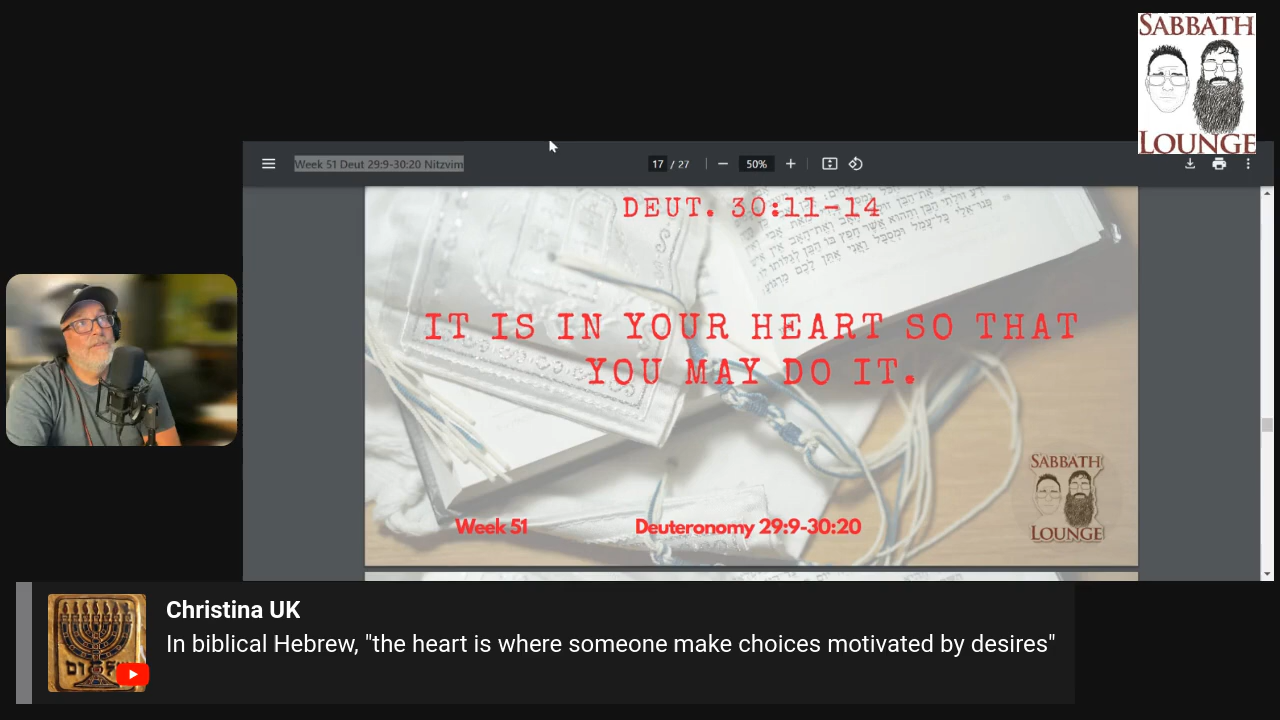 SABBATH
LOUNGE
Week 51 Deut 29:9-30:20 Nitzvim
17 / 27
50%
DEUT. 30:11-14
IT IS IN YOUR HEART SO THAT
YOU MAY DO IT.
SABBATH
LOUNGE
Week 51
Deuteronomy 29:9-30:20
Christina UK
In biblical Hebrew, "the heart is where someone make choices motivated by desires"